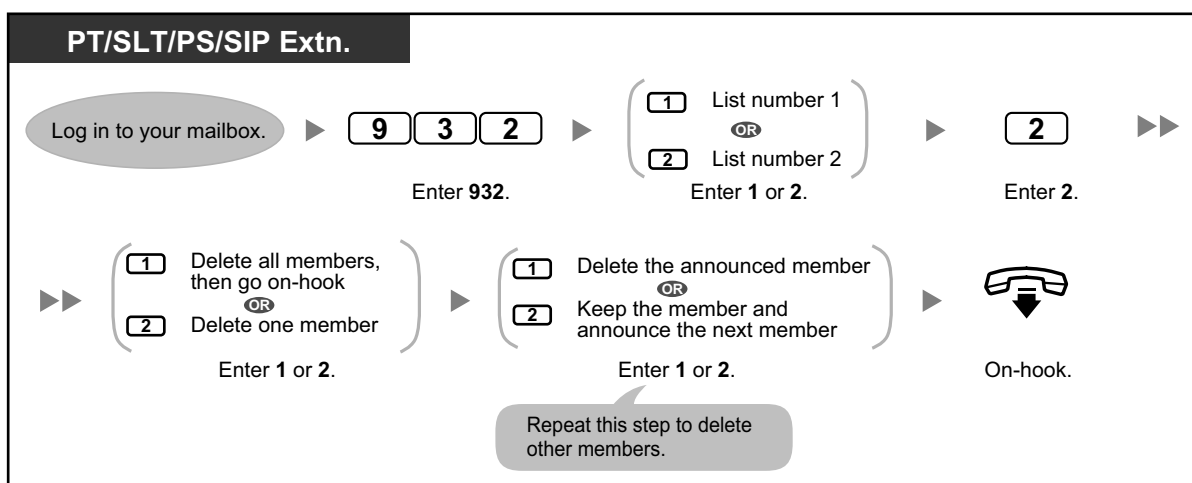 PT/SLT/PS/SIP Extn.
Log in to your mailbox.
9 3 2
Enter 932.
1 List number 1
OR
2 List number 2
Enter 1 or 2.
2
Enter 2.
1 Delete all members,
then go on-hook
OR
2 Delete one member
Enter 1 or 2.
1 Delete the announced member
OR
2 Keep the member and
announce the next member
Enter 1 or 2.
Repeat this step to delete
other members.
On-hook.